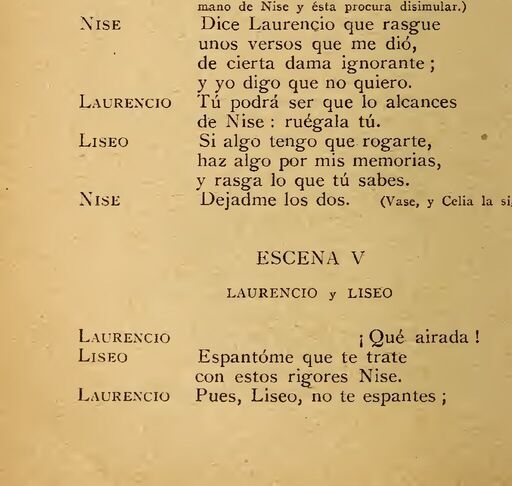 mano de Nise y ésta procura disimular.)
NISE Dice Laurencio que rasgue
unos versos que me dió,
de cierta dama ignorante ;
y yo digo que no quiero.
LAURENCIO Tú podrá ser que lo alcances
de Nise : ruégala tú.
LISEO Si algo tengo que rogarte,
haz algo por mis memorias,
y rasga lo que tú sabes.
NISE Dejadme los dos. (Vase, y Celia la si
ESCENA V
LAURENCIO y LISEO
LAURENCIO ¡ Qué airada !
LISEO Espantóme que te trate
con estos rigores Nise.
LAURENCIO Pues, Liseo, no te espantes ;